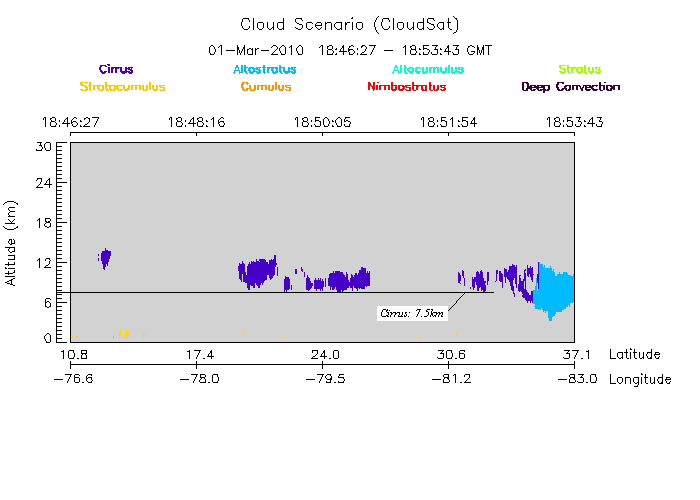 Cloud Scenario (CloudSat)
01-Mar-2010 18:46:27 - 18:53:43 GMT
Cirrus Altostratus Altocumulus Stratus
Stratocumulus Cumulus Nimbostratus Deep Convection
18:46:27 18:48:16 18:50:05 18:51:54 18:53:43
30
24
18
12
6
0
Altitude (km)
Cirrus: 7.5km
10.8 17.4 24.0 30.6 37.1 Latitude
-76.6 -78.0 -79.5 -81.2 -83.0 Longitude